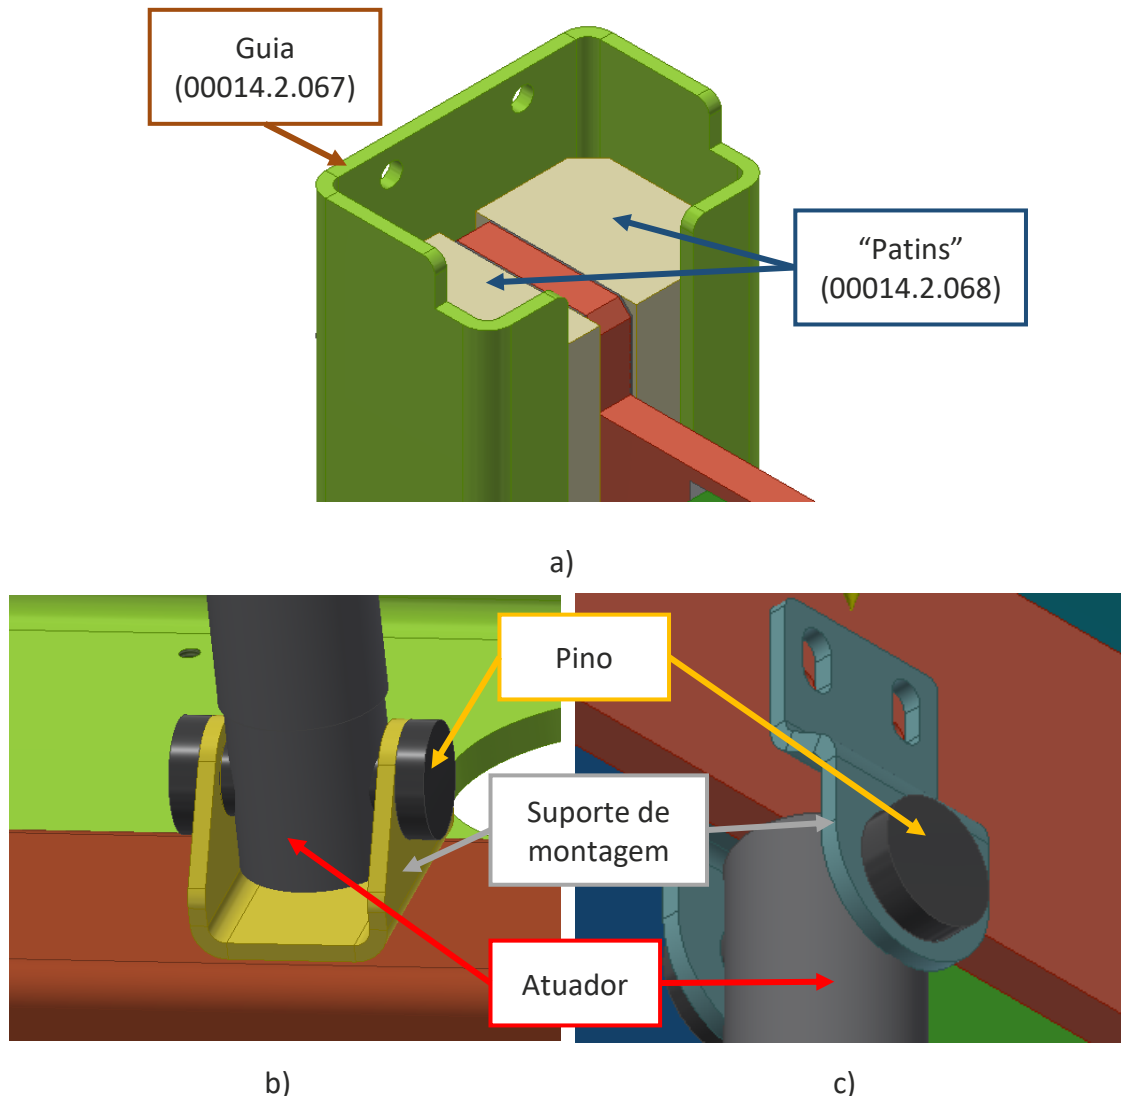 Guia
(00014.2.067)
“Patins”
(00014.2.068)
a)
Pino
Suporte de
montagem
Atuador
b)
c)